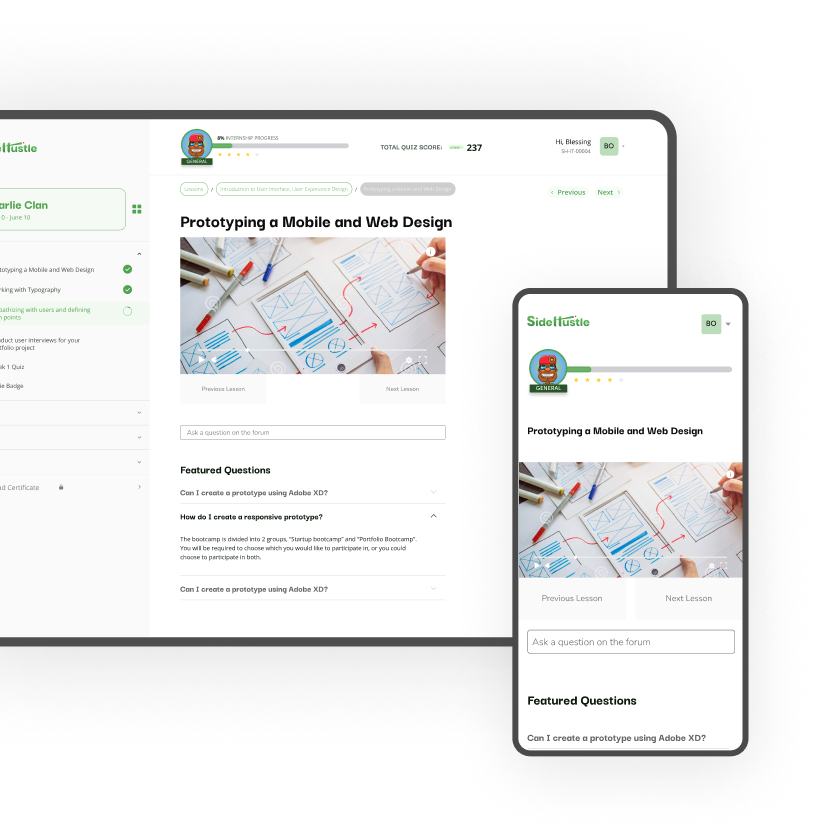 Hustle
8% INTERNSHIP PROGRESS
GENERAL
TOTAL QUIZ SCORE:
237
Hi, Blessing
SH-IT-00004
BO
arlie Clan
0 - June 10
totyping a Mobile and Web Design
rking with Typography
pathizing with users and defining
n points
duct user interviews for your
tfolio project
k 1 Quiz
ie Badge
ad Certificate
Lessons / Introduction to User Interface, User Experience Design / Prototyping a Mobile and Web Design
‹ Previous
Next ›
Prototyping a Mobile and Web Design
Previous Lesson
Next Lesson
Ask a question on the forum
Featured Questions
Can I create a prototype using Adobe XD?
How do I create a responsive prototype?
The bootcamp is divided into 2 groups, "Startup bootcamp" and "Portfolio Bootcamp".
You will be required to choose which you would like to participate in, or you could
choose to participate in both.
Can I create a prototype using Adobe XD?
SideHustle
BO
GENERAL
Prototyping a Mobile and Web Design
Previous Lesson
Next Lesson
Ask a question on the forum
Featured Questions
Can I create a prototype using Adobe XD?